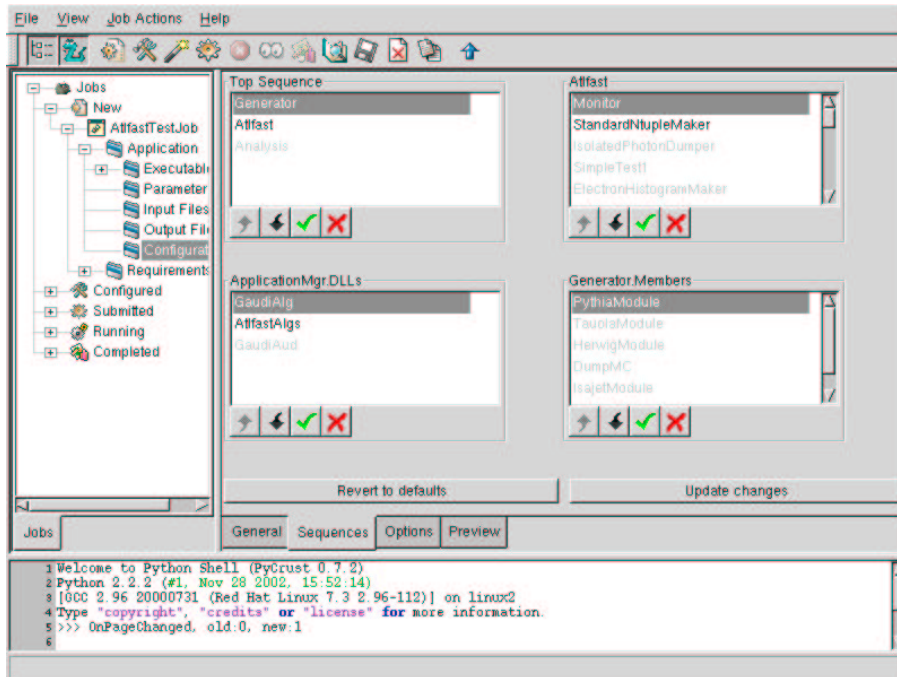 File View Job Actions Help
Jobs
New
AtlfastTestJob
Application
Executabl
Parameter
Input Files
Output File
Configurat
Requirements
Configured
Submitted
Running
Completed
Jobs
Top Sequence
Generator
Atlfast
Analysis
Atlfast
Monitor
StandardNtupleMaker
IsolatedPhotonDumper
SimpleTest1
ElectronHistogramMaker
ApplicationMgr.DLLs
GaudiAlg
AtlfastAlgs
GaudiAud
Generator.Members
PythiaModule
TauolaModule
HerwigModule
DumpMC
IsajetModule
Revert to defaults
Update changes
General Sequences Options Preview
1 Welcome to Python Shell (PyCrust 0.7.2)
2 Python 2.2.2 (#1, Nov 28 2002, 15:52:14)
3 [GCC 2.96 20000731 (Red Hat Linux 7.3 2.96-112)] on linux2
4 Type "copyright", "credits" or "license" for more information.
5 >>> OnPageChanged, old:0, new:1
6